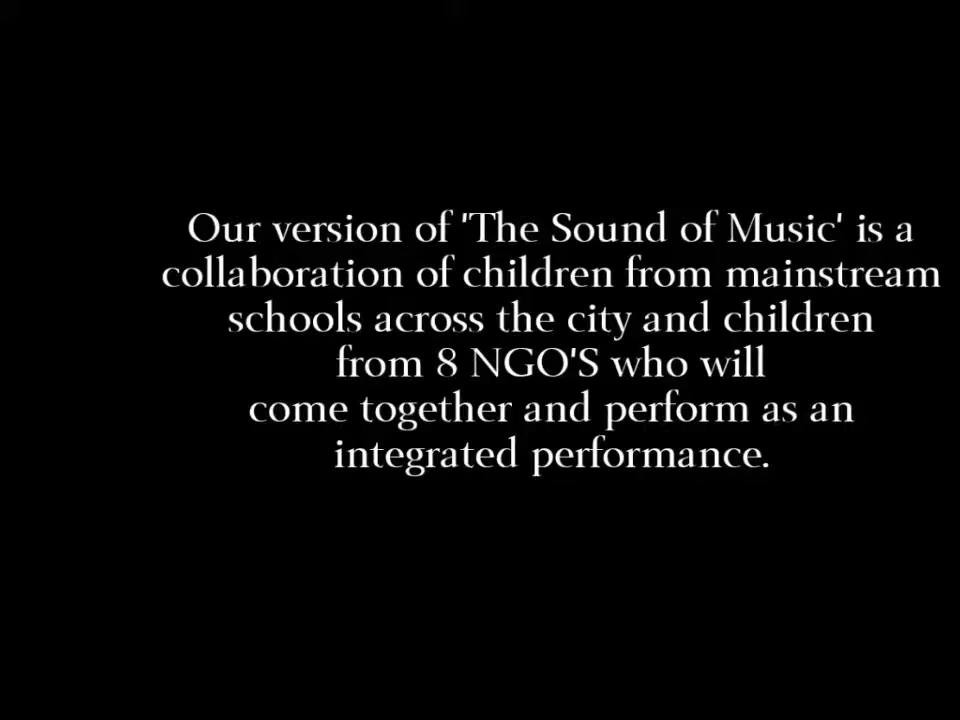 Our version of 'The Sound of Music' is a
collaboration of children from mainstream
schools across the city and children
from 8 NGO'S who will
come together and perform as an
integrated performance.